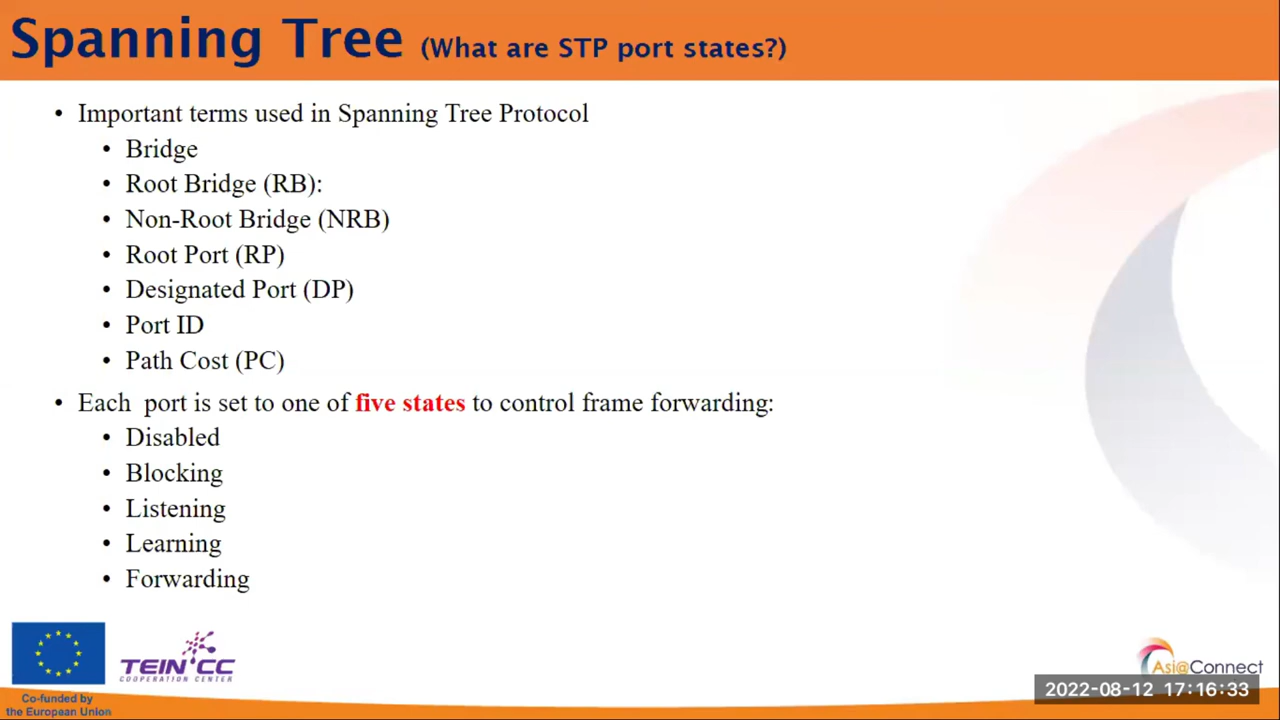 Spanning Tree (What are STP port states?)
• Important terms used in Spanning Tree Protocol
• Bridge
• Root Bridge (RB):
• Non-Root Bridge (NRB)
• Root Port (RP)
• Designated Port (DP)
• Port ID
• Path Cost (PC)
• Each  port is set to one of five states to control frame forwarding:
• Disabled
• Blocking
• Listening
• Learning
• Forwarding
TEIN*CC
COOPERATION CENTER
Co-funded by
the European Union
Asi@Connect
2022-08-12 17:16:33